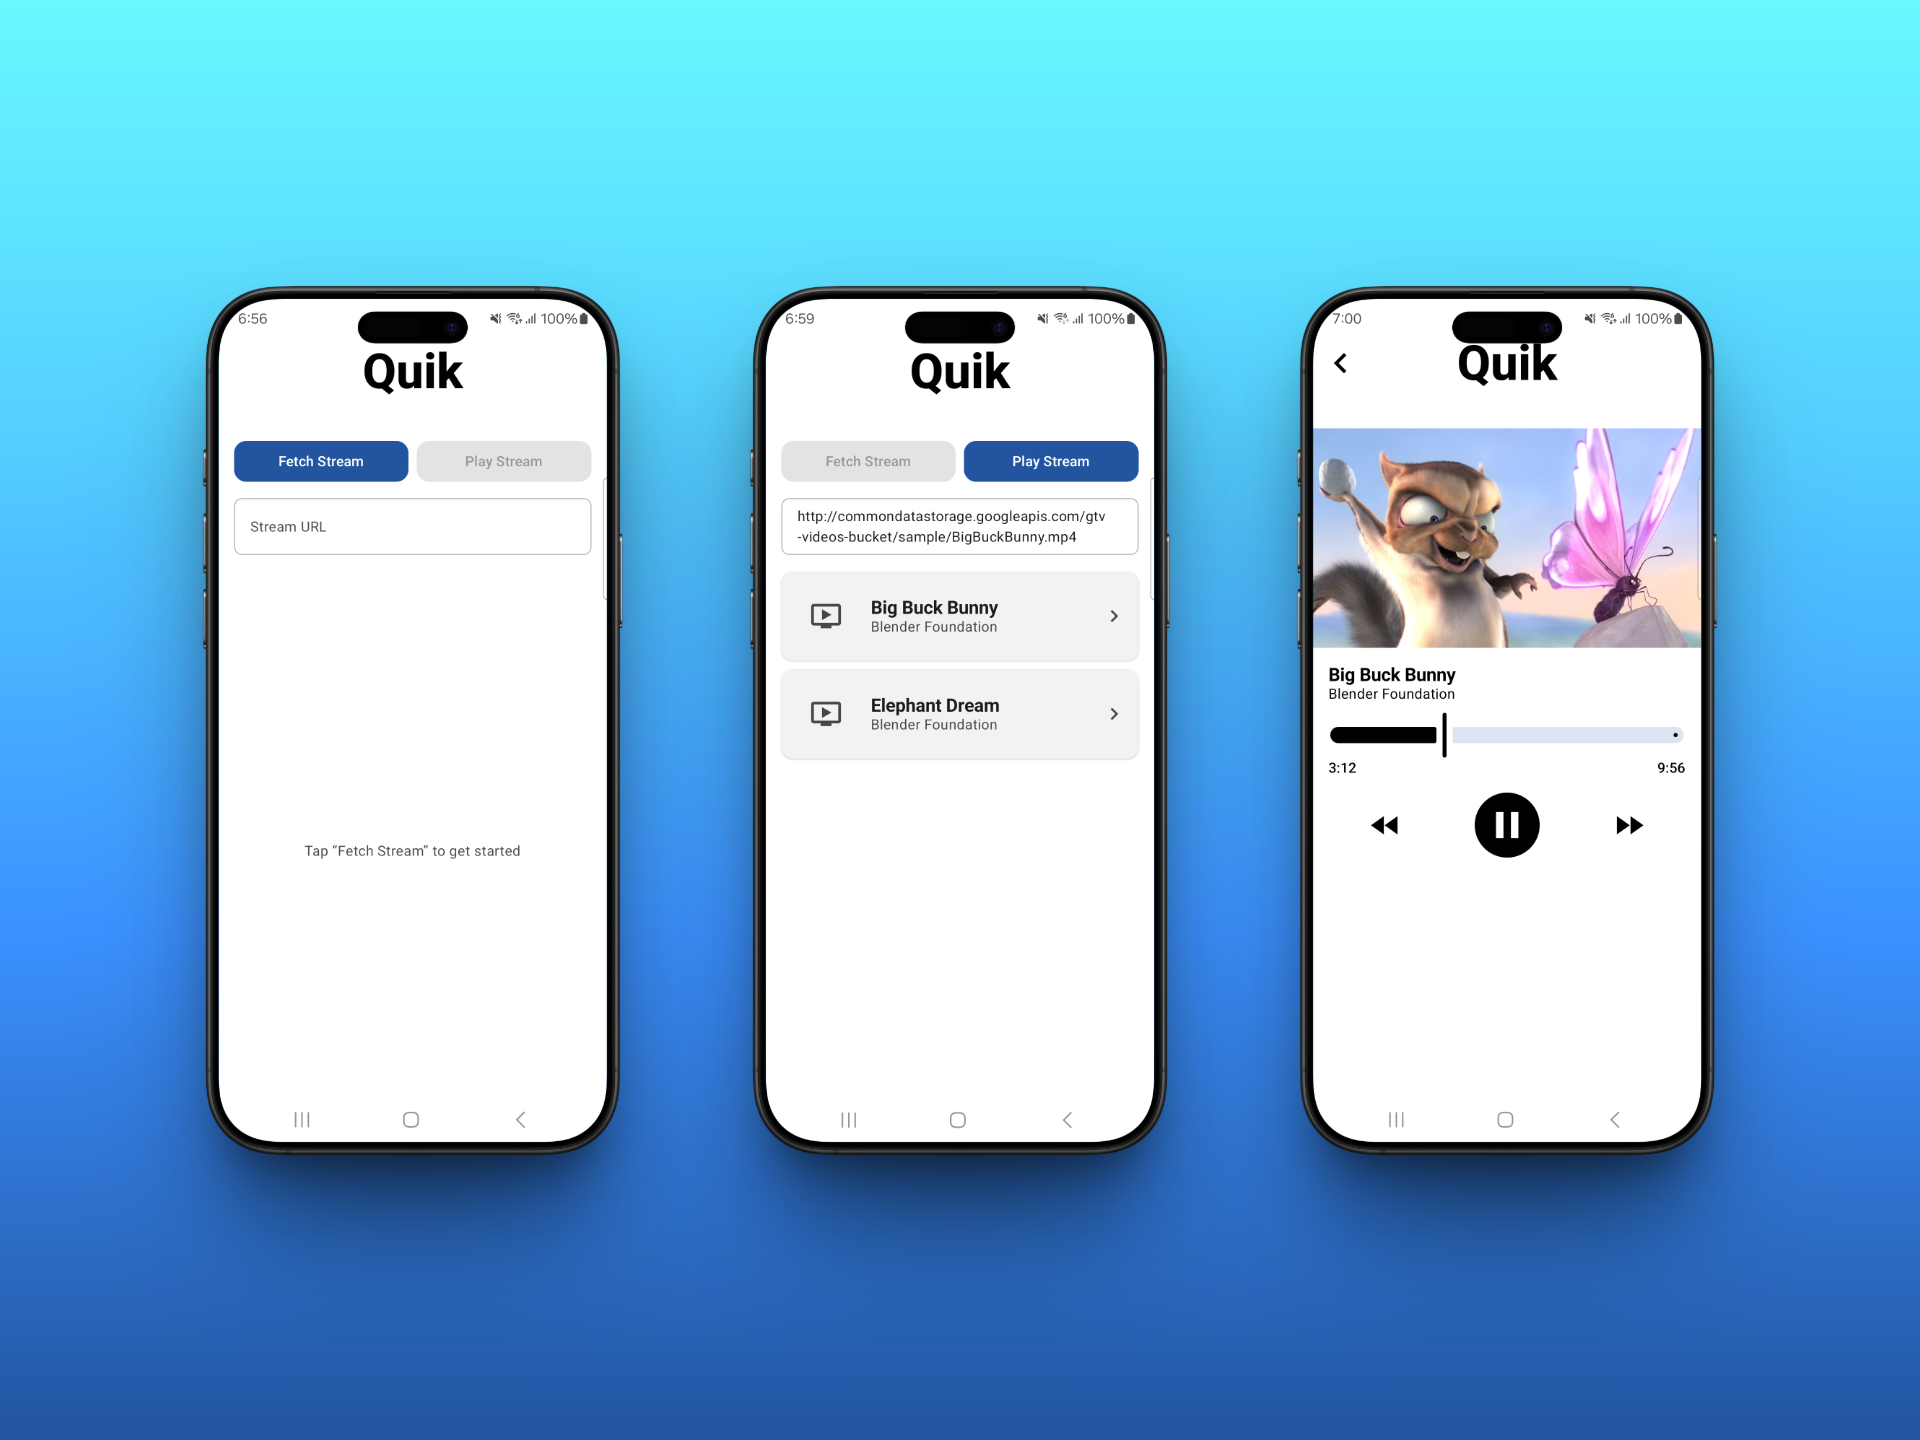 6:56
100%
Quik
Fetch Stream
Play Stream
Stream URL
Tap “Fetch Stream” to get started
6:59
100%
Quik
Fetch Stream
Play Stream
http://commondatastorage.googleapis.com/gtv
-videos-bucket/sample/BigBuckBunny.mp4
Big Buck Bunny
Blender Foundation
Elephant Dream
Blender Foundation
7:00
100%
Quik
Big Buck Bunny
Blender Foundation
3:12
9:56